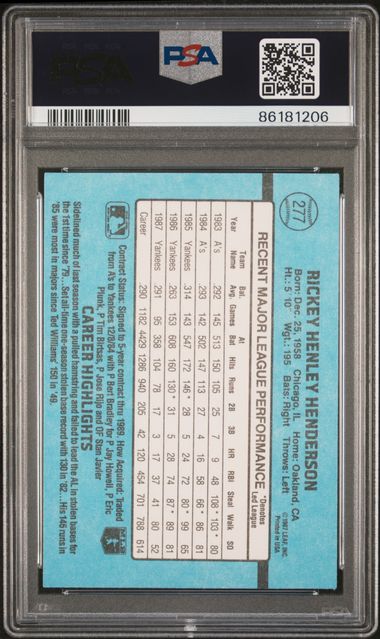 PSA
PSA
86181206
277
RICKEY HENLEY HENDERSON
Born: Dec. 25, 1958 Chicago, IL Home: Oakland, CA
Ht.: 5' 10" Wgt.: 195 Bats: Right Throws: Left
© 1987 LEAF, INC.
Printed in USA
RECENT MAJOR LEAGUE PERFORMANCE
*Denotes
Led League
Year Team Name Bat. Avg. Games At Bat Hits Runs 2B 3B HR RBI Steal Walk SO
1983 A's .292 145 513 150 105 25 7 9 48 108* 103* 80
1984 A's .293 142 502 147 113 27 4 16 58 66* 86 81
1985 Yankees .314 143 547 172 146* 28 5 24 72 80* 99 65
1986 Yankees .263 153 608 160 130* 31 5 28 74 87* 89 81
1987 Yankees .291 95 358 104 78 17 3 17 37 41 80 52
Career .290 1182 4429 1286 940 205 42 120 454 701 788 614
Contract Status: Signed to 5-year contract thru 1989. How Acquired: Traded
from A's to Yankees, 12/8/84 with P Bert Bradley for P Jay Howell, P Eric
Plunk, P Tim Birtsas, P Jose Rijo and OF Stan Javier
CAREER HIGHLIGHTS
Sidelined much of last season with a pulled hamstring and failed to lead the AL in stolen bases for
the 1st time since '79...Set all-time one-season stolen base record with 130 in '82...His 146 runs in
'85 were most in majors since Ted Williams' 150 in '49.